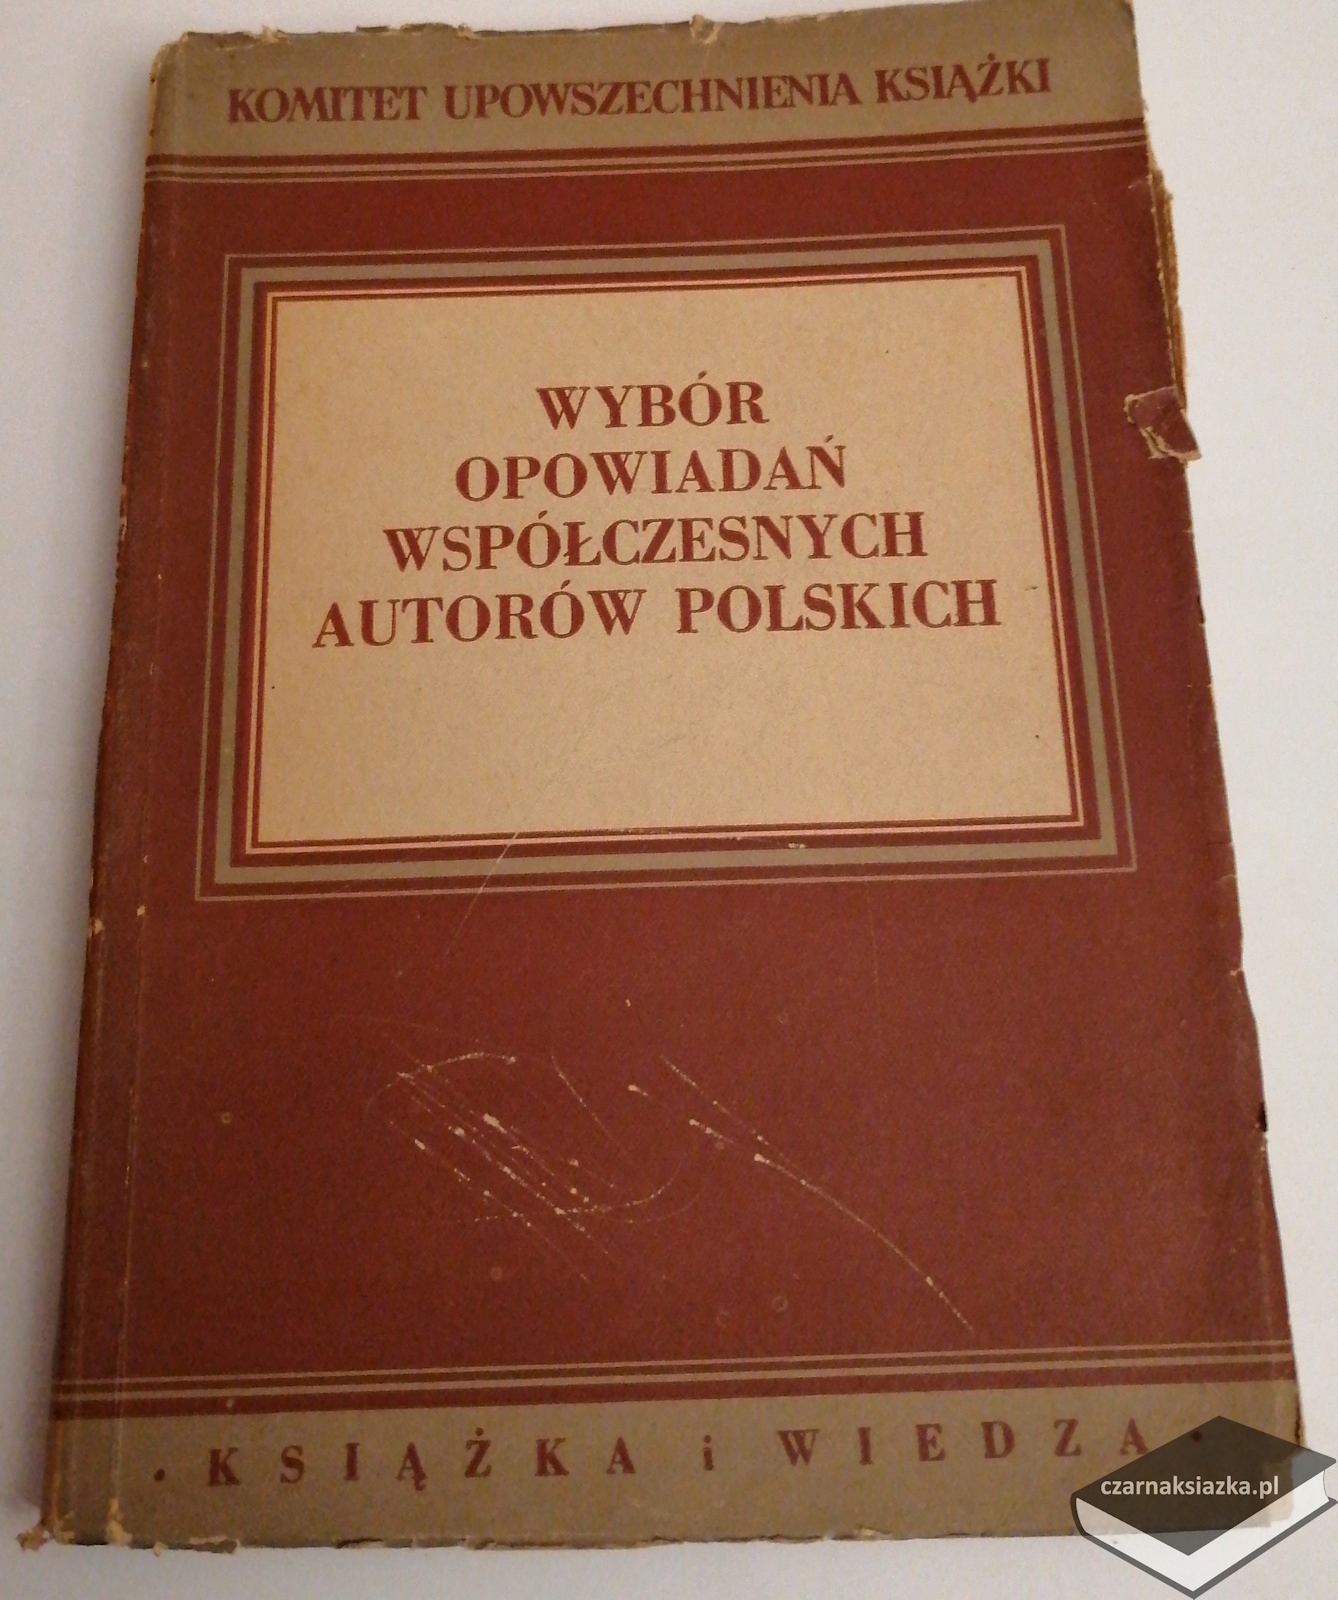 KOMITET UPOWSZECHNIENIA KSIĄŻKI
WYBÓR
OPOWIADAŃ
WSPÓŁCZESNYCH
AUTORÓW POLSKICH
• KSIĄŻKA i WIEDZA •
czarnaksiazka.pl